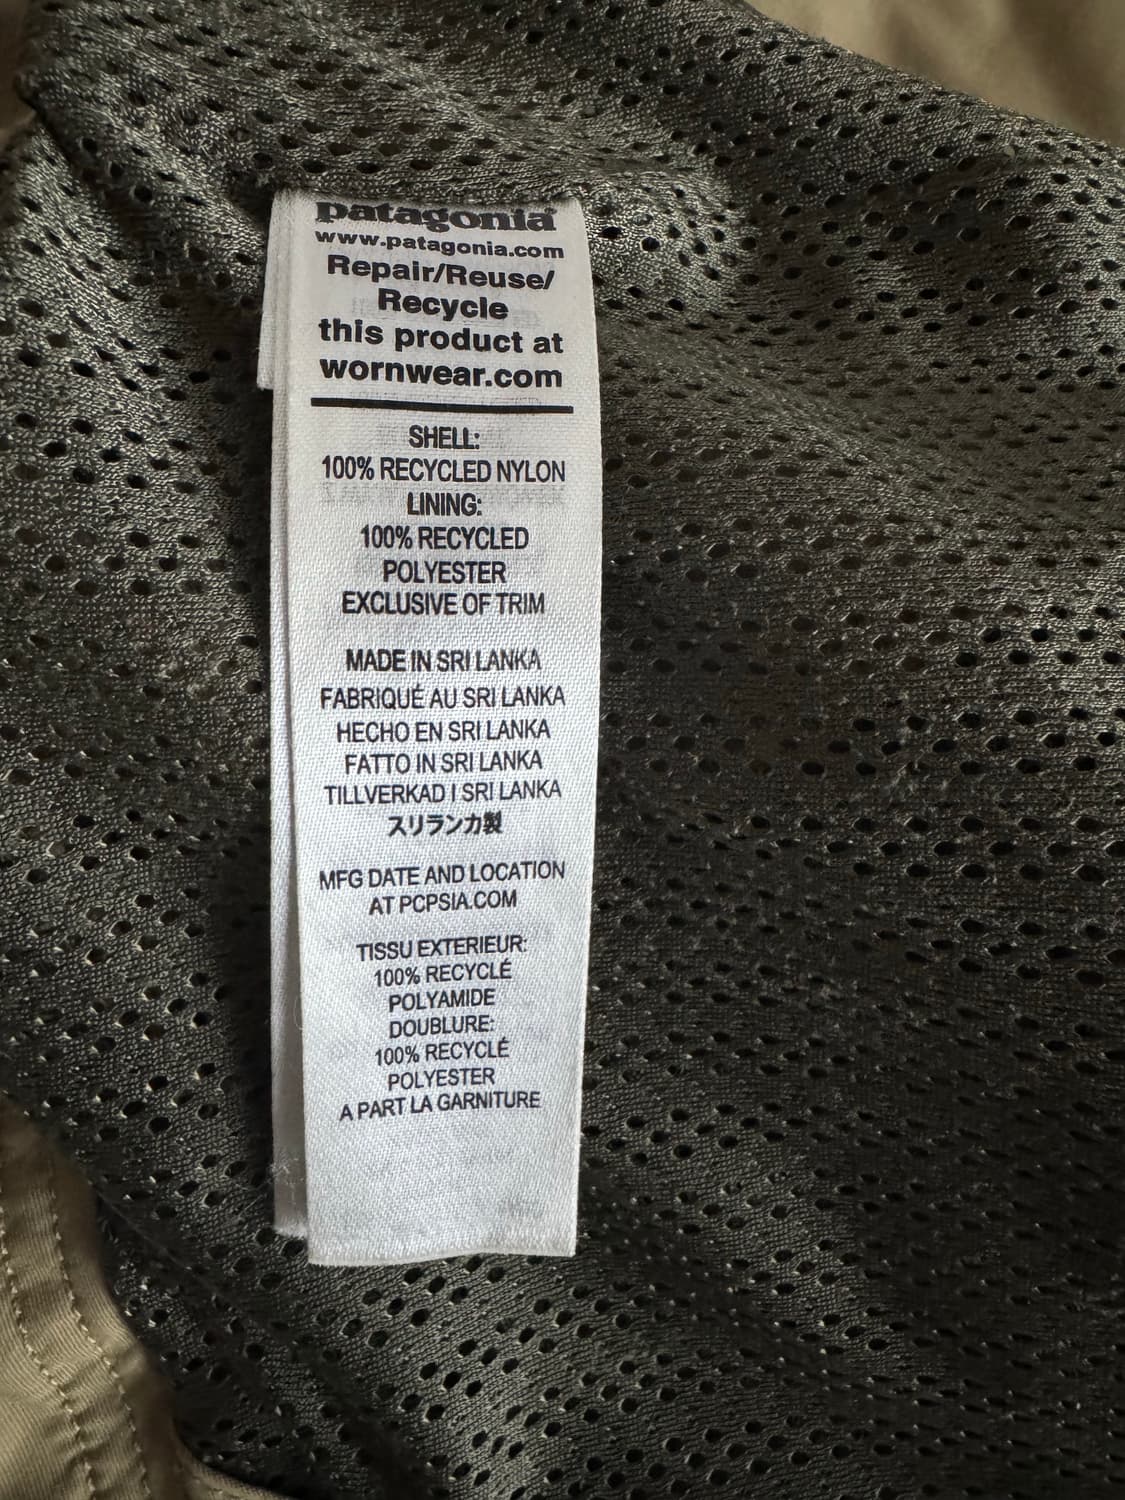 patagonia®
www.patagonia.com
Repair/Reuse/
Recycle
this product at
wornwear.com
SHELL:
100% RECYCLED NYLON
LINING:
100% RECYCLED
POLYESTER
EXCLUSIVE OF TRIM
MADE IN SRI LANKA
FABRIQUÉ AU SRI LANKA
HECHO EN SRI LANKA
FATTO IN SRI LANKA
TILLVERKAD I SRI LANKA
スリランカ製
MFG DATE AND LOCATION
AT PCPSIA.COM
TISSU EXTERIEUR:
100% RECYCLÉ
POLYAMIDE
DOUBLURE:
100% RECYCLÉ
POLYESTER
A PART LA GARNITURE